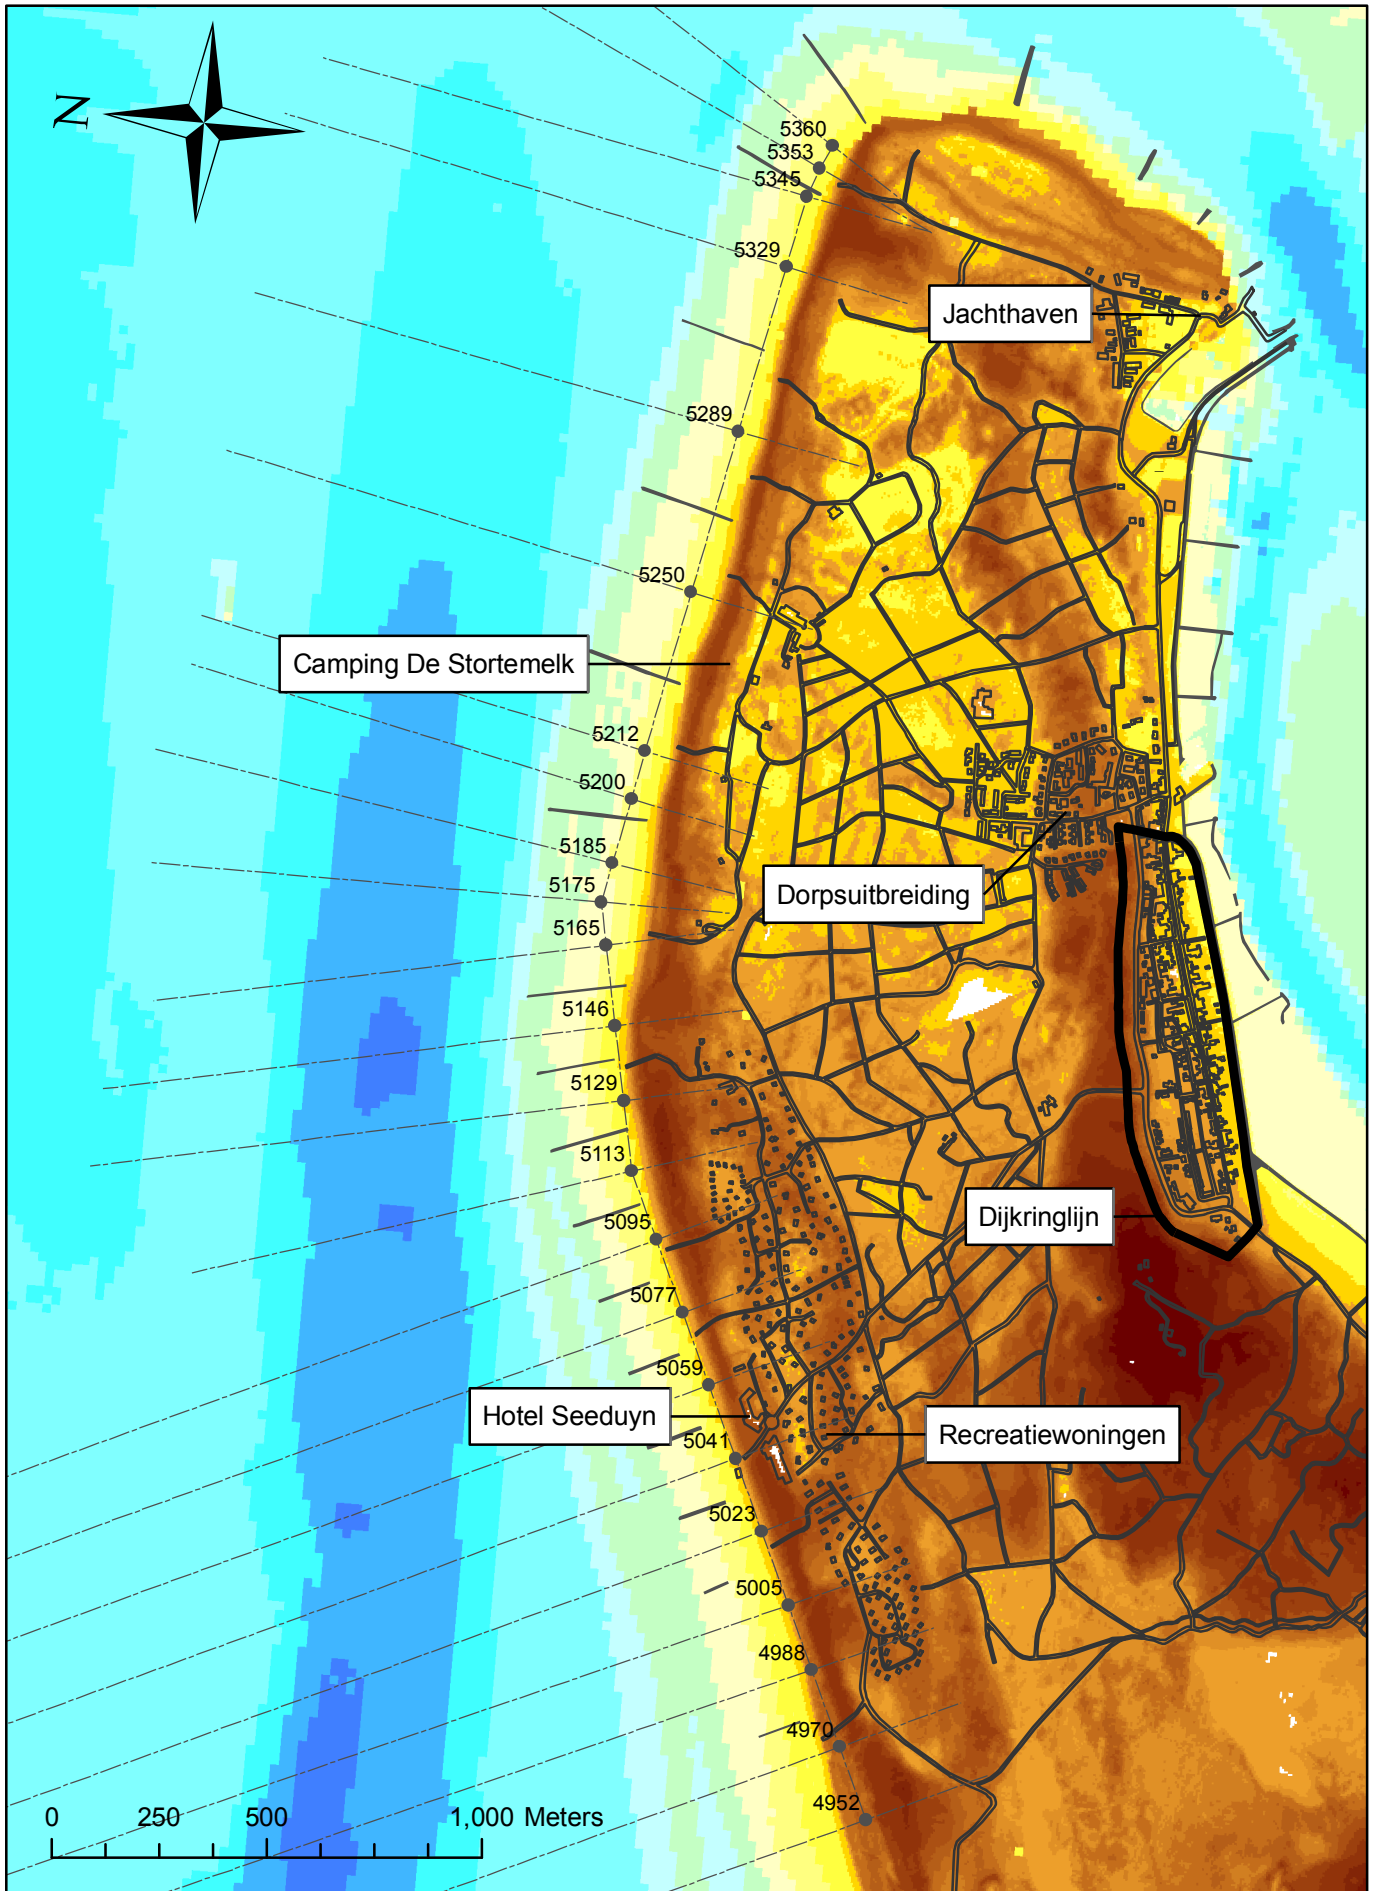 N
5360
5353
5345
5329
Jachthaven
5289
5250
Camping De Stortemelk
5212
5200
5185
5175
Dorpsuitbreiding
5165
5146
5129
5113
5095
Dijkringlijn
5077
5059
Hotel Seeduyn
5041
Recreatiewoningen
5023
5005
4988
4970
4952
0 250 500 1,000 Meters